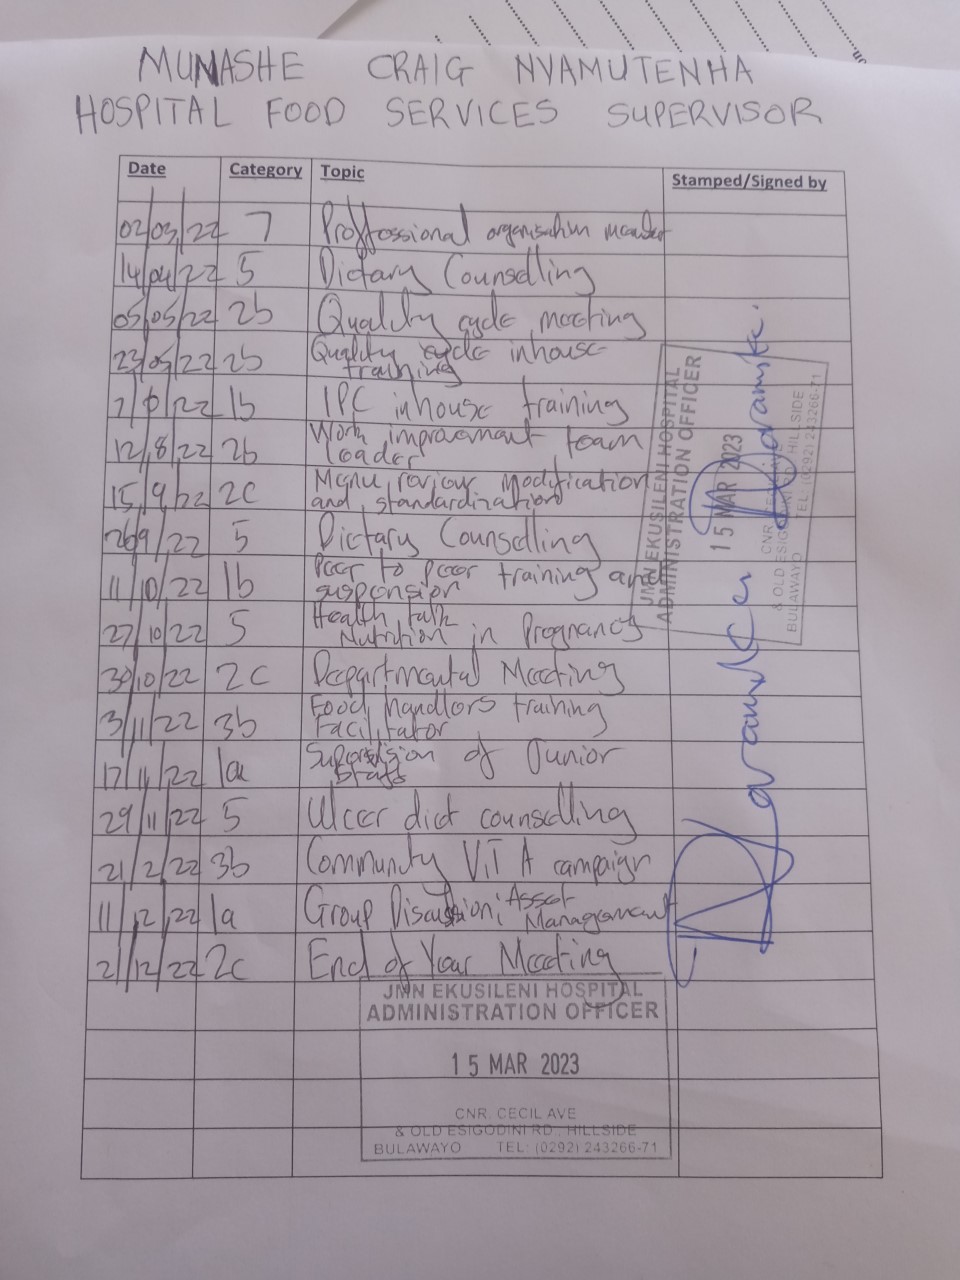 MUNASHE CRAIG NYAMUTENHA
HOSPITAL FOOD SERVICES SUPERVISOR
Date Category Topic Stamped/Signed by
02/03/22 7 Proffessional organisation member
14/04/22 5 Dietary Counselling
05/05/22 2b Quality cycle meeting
23/05/22 2b Quality cycle inhouse
training
22 1b IPC inhouse training
12/8/22 2b Work improvement team
leader
15/9/22 2c Menu review modification
and standardization
26/9/22 5 Dietary Counselling
11/10/22 1b Peer to peer training and
27/10/22 5 Health talk
Nutrition in Pregnancy
30/10/22 2c Departmental Meeting
3/11/22 3b Food handlers training
Facilitator
17/11/22 1a Supervision of Junior
Staff
29/11/22 5 Ulcer diet counselling
21/2/22 3b Community ViT A campaign
11/12/22 1a Group Discussion; Asset
Management
21/12/22 2c End of Year Meeting
JMN EKUSILENI HOSPITAL
ADMINISTRATION OFFICER
15 MAR 2023
CNR. CECIL AVE
& OLD ESIGODINI RD., HILLSIDE
BULAWAYO TEL: (0292) 243266-71
JMN EKUSILENI HOSPITAL
ADMINISTRATION OFFICER
15 MAR 2023
CNR. CECIL AVE
& OLD ESIGODINI RD., HILLSIDE
BULAWAYO TEL: (0292) 243266-71